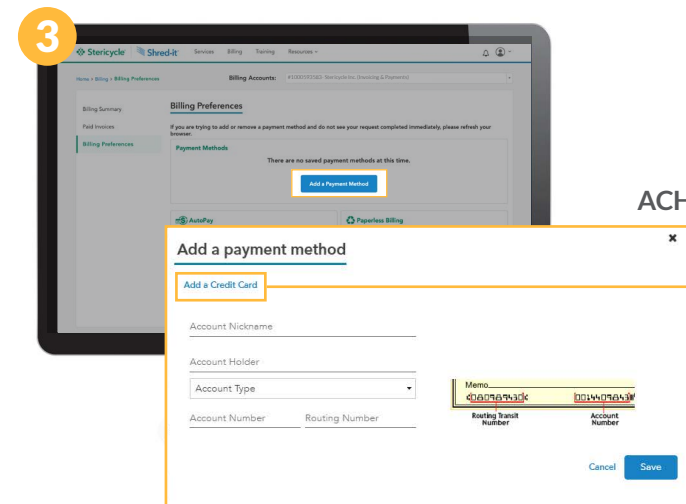 3
Stericycle Shred-it Services Billing Training Resources
Home > Billing > Billing Preferences
Billing Accounts:
Stericycle Inc. (Invoicing & Payments)
Billing Summary
Paid Invoices
Billing Preferences
Billing Preferences
If you are trying to add or remove a payment method and do not see your request completed immediately, please refresh your
browser.
Payment Methods
There are no saved payment methods at this time.
Add a Payment Method
AutoPay
Paperless Billing
ACH
Add a payment method
Add a Credit Card
Account Nickname
Account Holder
Account Type
Account Number
Routing Number
Memo
Routing Transit
Number
Account
Number
Cancel
Save